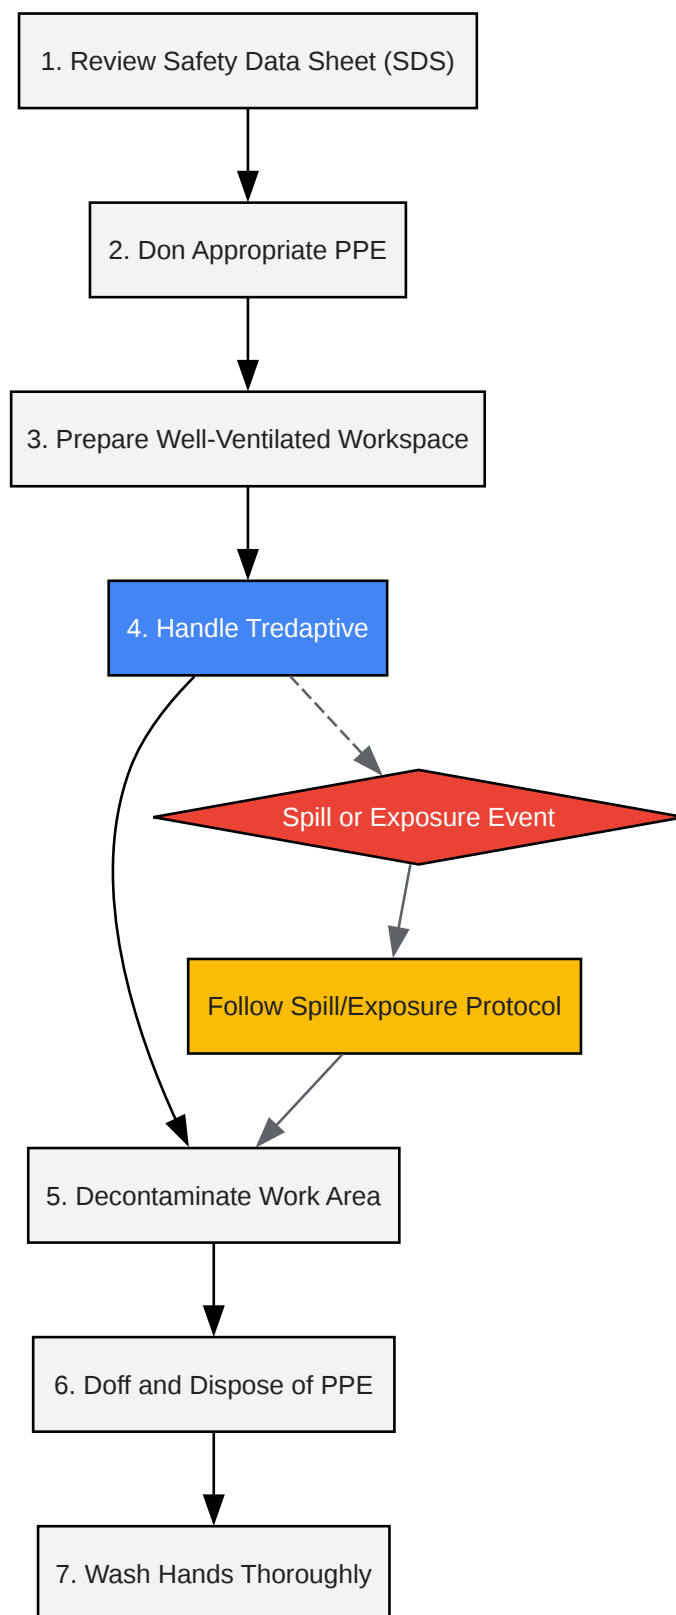 1. Review Safety Data Sheet (SDS)
2. Don Appropriate PPE
3. Prepare Well-Ventilated Workspace
4. Handle Tredaptive
Spill or Exposure Event
Follow Spill/Exposure Protocol
5. Decontaminate Work Area
6. Doff and Dispose of PPE
7. Wash Hands Thoroughly